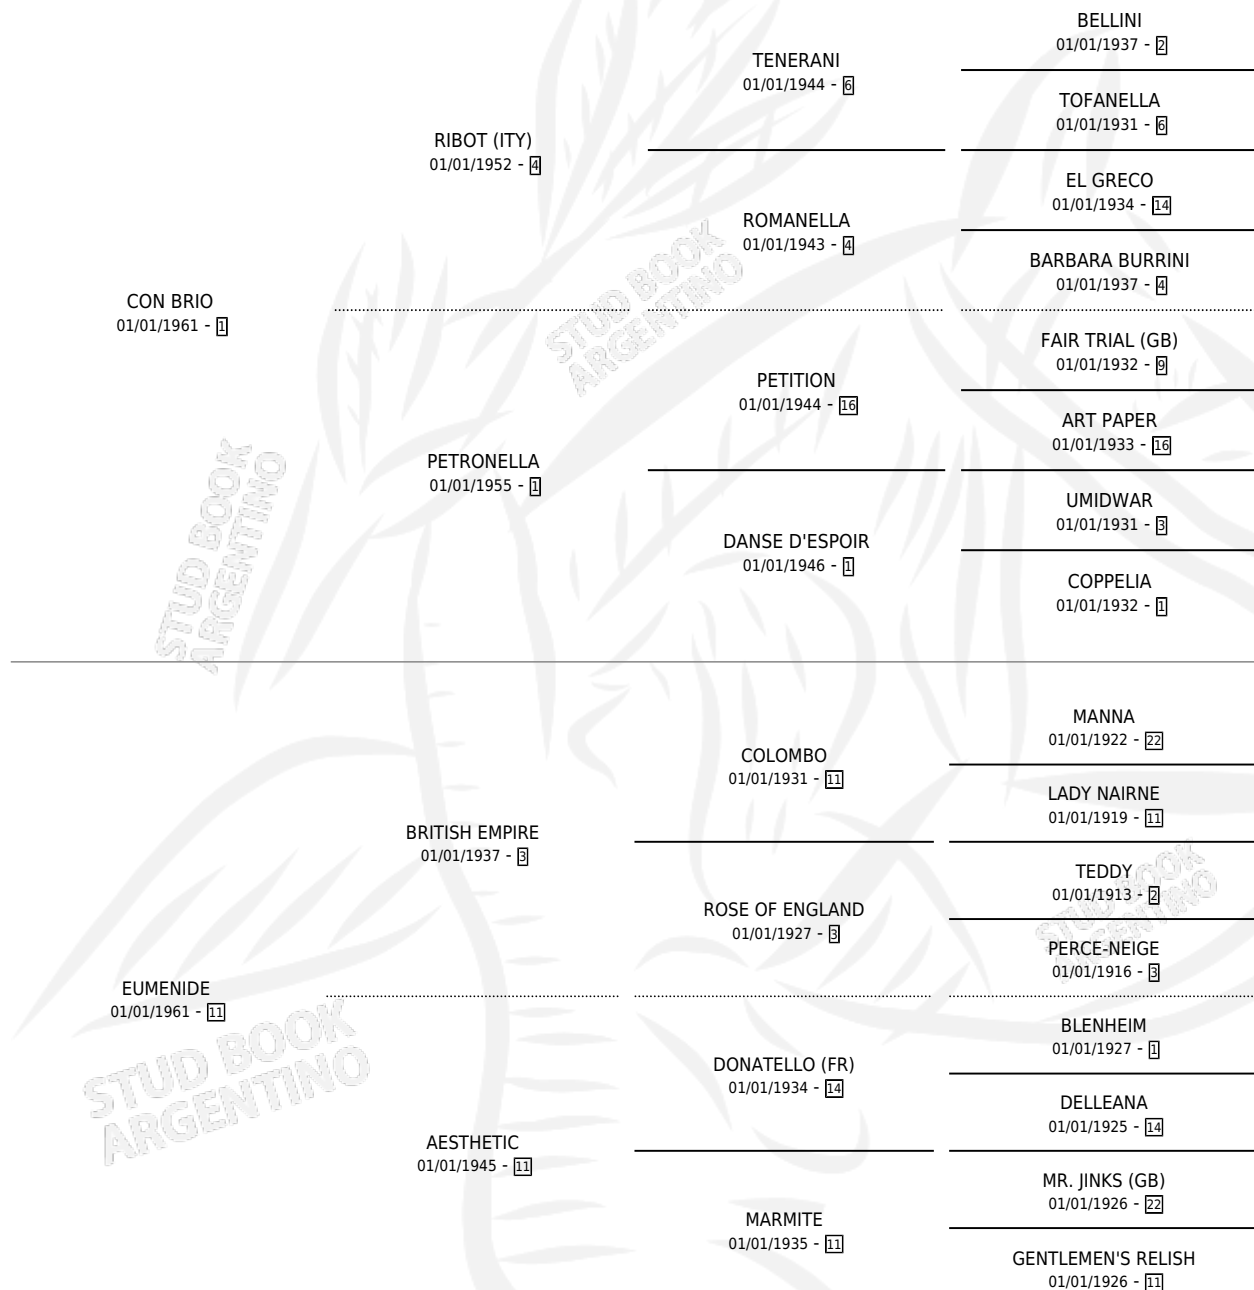 BELLINI
01/01/1937 - 2
TENERANI
01/01/1944 - 6
TOFANELLA
01/01/1931 - 6
RIBOT (ITY)
01/01/1952 - 4
EL GRECO
01/01/1934 - 14
ROMANELLA
01/01/1943 - 4
BARBARA BURRINI
01/01/1937 - 4
CON BRIO
01/01/1961 - 1
FAIR TRIAL (GB)
01/01/1932 - 9
PETITION
01/01/1944 - 16
ART PAPER
01/01/1933 - 16
PETRONELLA
01/01/1955 - 1
UMIDWAR
01/01/1931 - 3
DANSE D'ESPOIR
01/01/1946 - 1
COPPELIA
01/01/1932 - 1
STUD BOOK
ARGENTINO
STUD BOOK
ARGENTINO
MANNA
01/01/1922 - 22
COLOMBO
01/01/1931 - 11
LADY NAIRNE
01/01/1919 - 11
BRITISH EMPIRE
01/01/1937 - 3
TEDDY
01/01/1913 - 2
ROSE OF ENGLAND
01/01/1927 - 3
PERCE-NEIGE
01/01/1916 - 3
EUMENIDE
01/01/1961 - 11
BLENHEIM
01/01/1927 - 1
DONATELLO (FR)
01/01/1934 - 14
DELLEANA
01/01/1925 - 14
AESTHETIC
01/01/1945 - 11
MR. JINKS (GB)
01/01/1926 - 22
MARMITE
01/01/1935 - 11
GENTLEMEN'S RELISH
01/01/1926 - 11
STUD BOOK
ARGENTINO
STUD BOOK
ARGENTINO